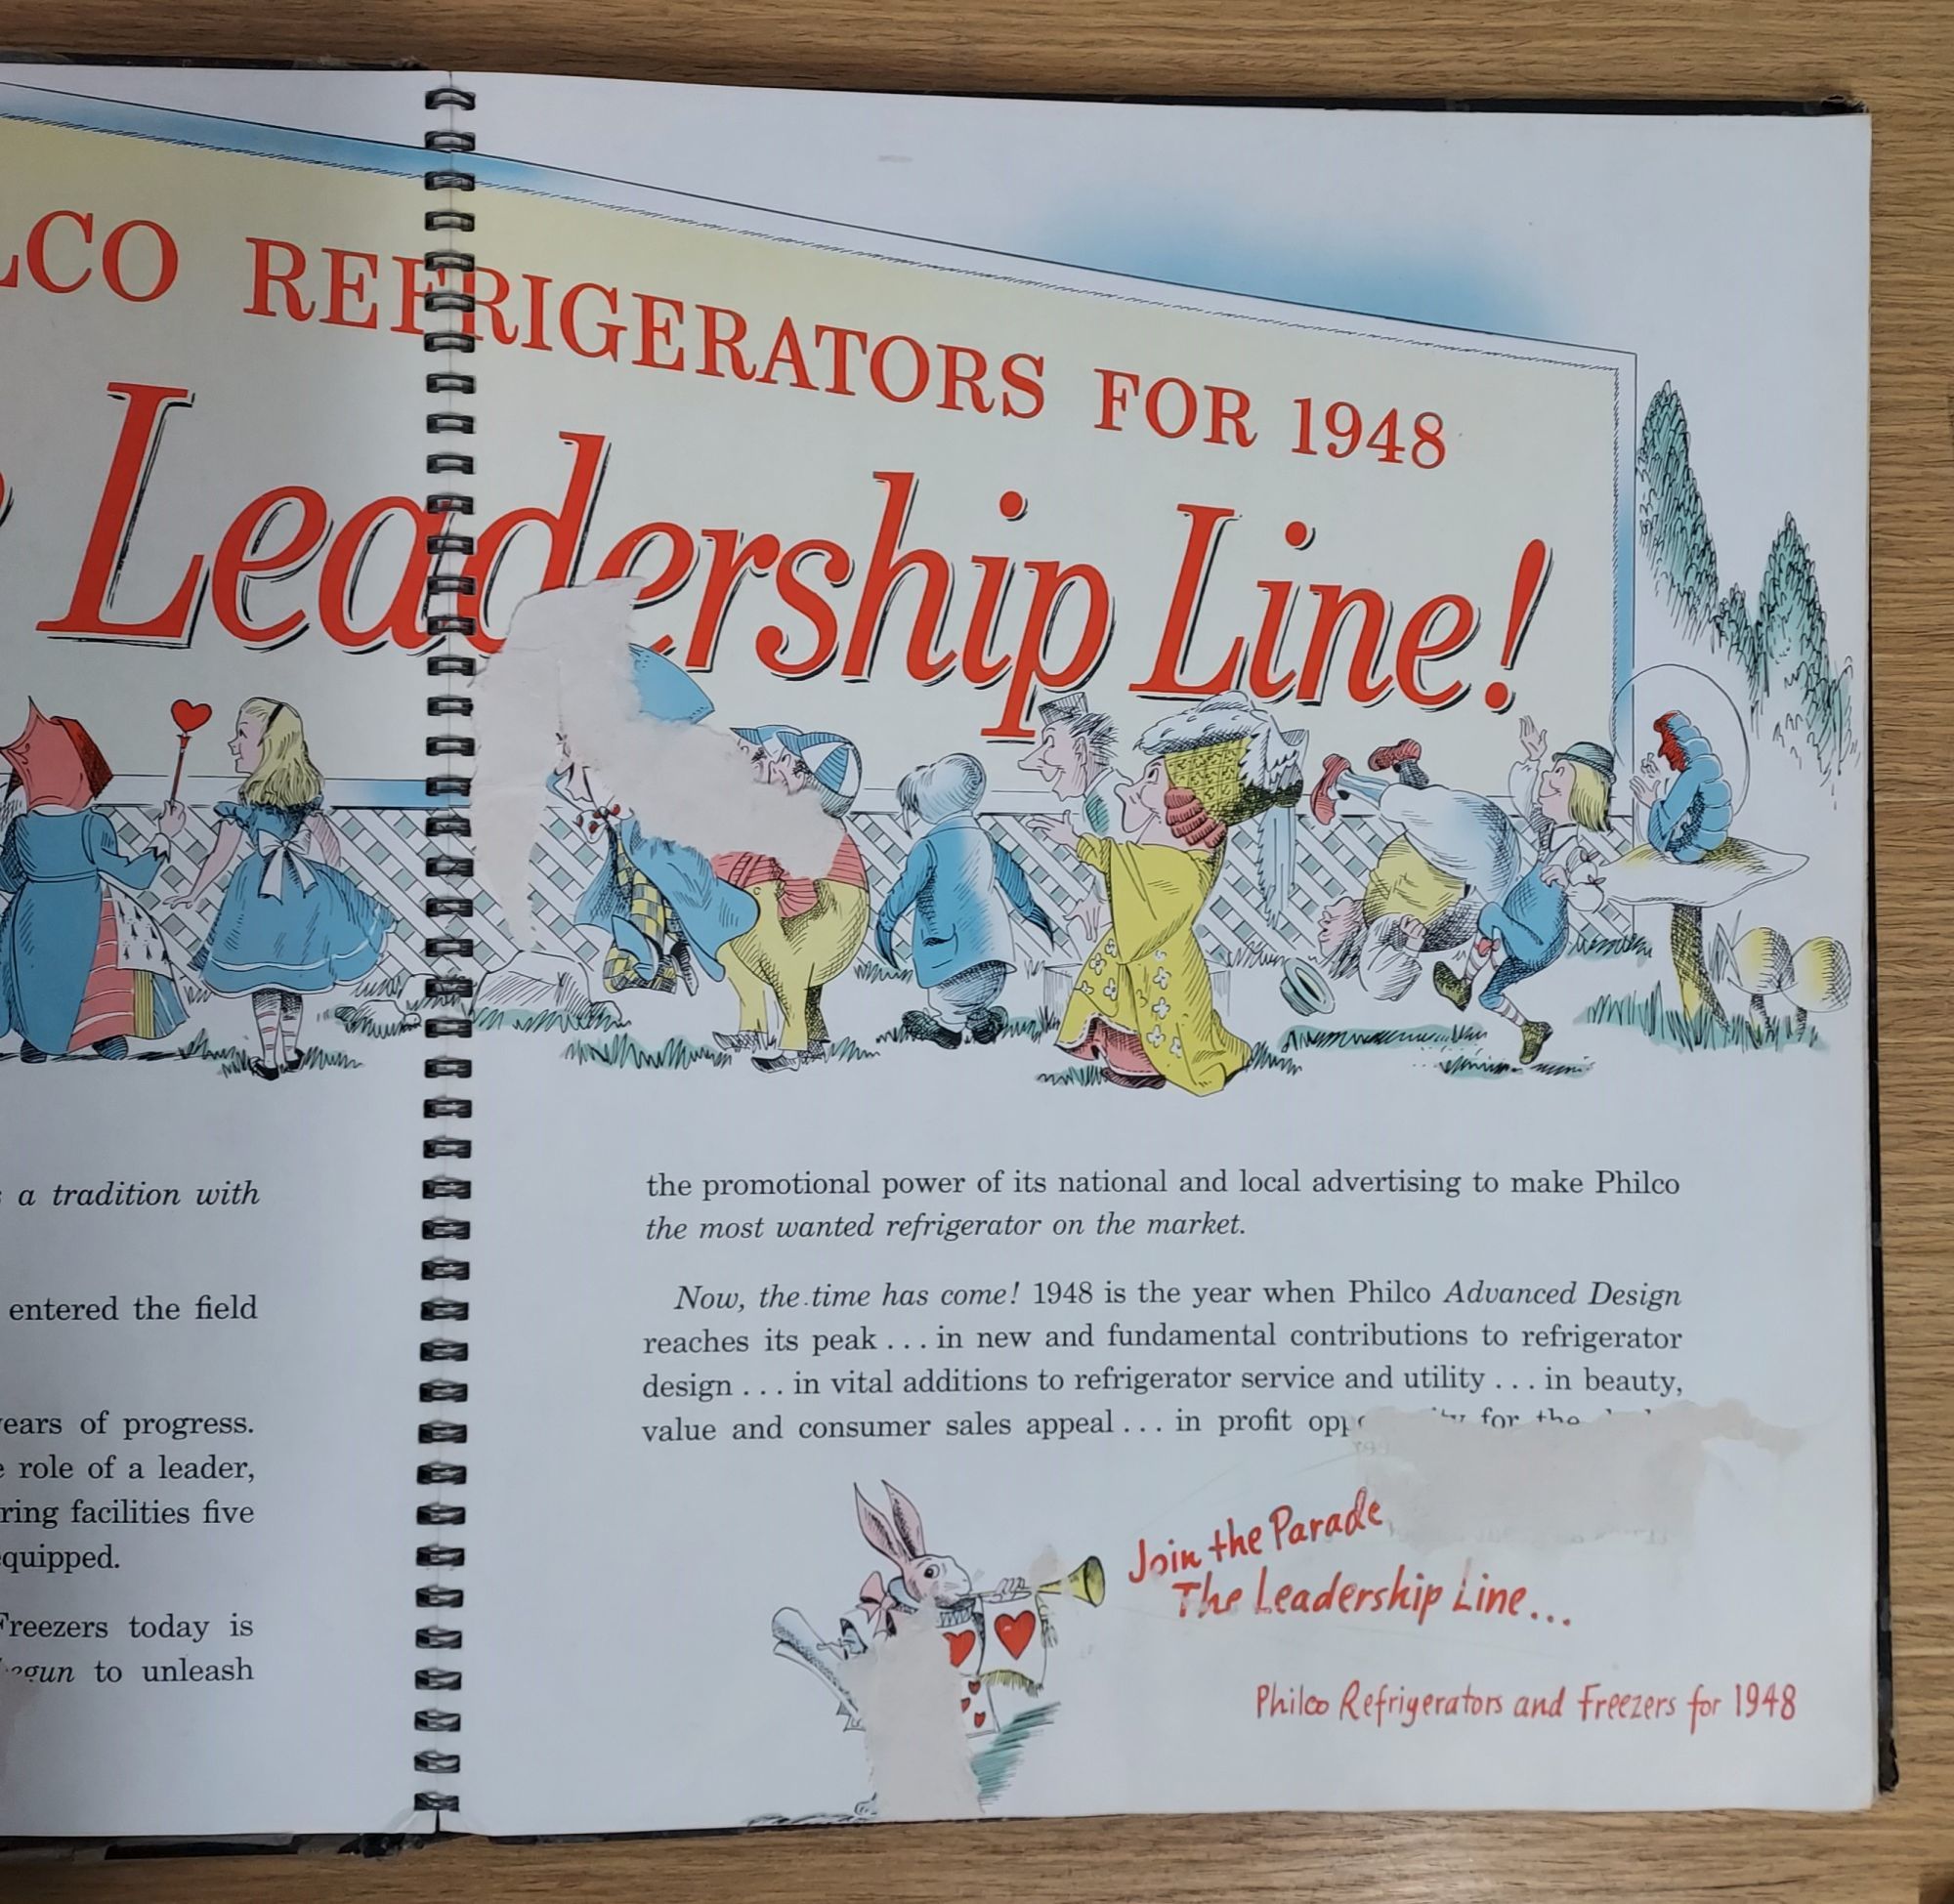 LCO REFRIGERATORS FOR 1948
Leadership Line!
a tradition with
entered the field
ears of progress.
role of a leader,
ring facilities five
quipped.
Freezers today is
to unleash
the promotional power of its national and local advertising to make Philco
the most wanted refrigerator on the market.
Now, the time has come! 1948 is the year when Philco Advanced Design
reaches its peak . . . in new and fundamental contributions to refrigerator
design . . . in vital additions to refrigerator service and utility . . . in beauty,
value and consumer sales appeal . . . in profit opp for the
Join the Parade
The Leadership Line...
Philco Refrigerators and Freezers for 1948